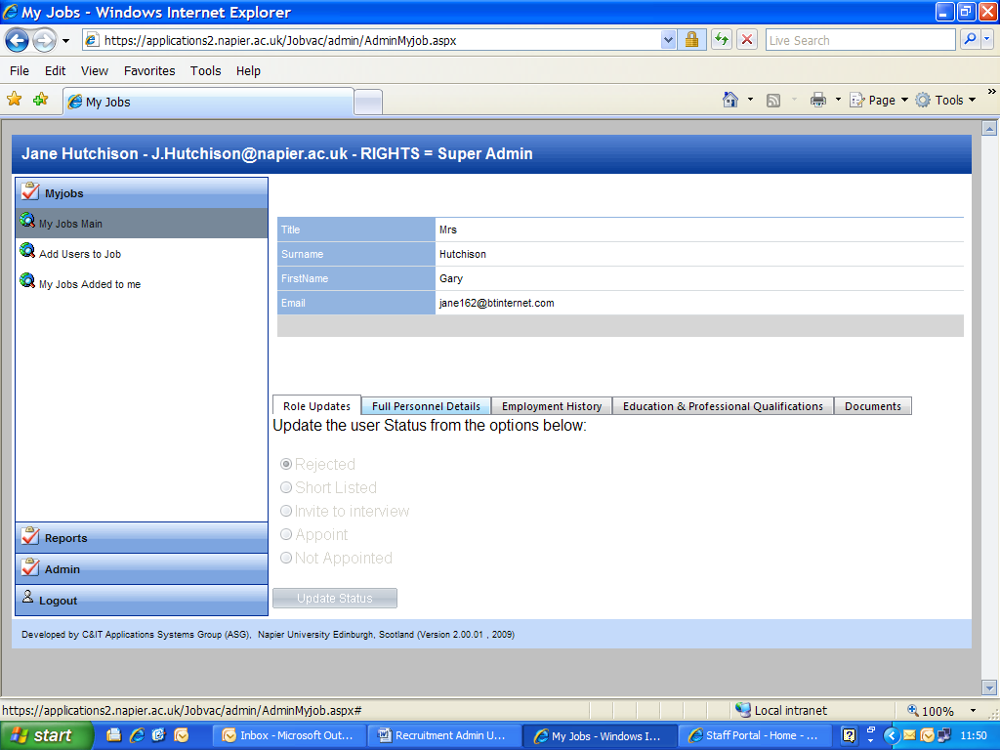 My Jobs - Windows Internet Explorer
https://applications2.napier.ac.uk/Jobvac/admin/AdminMyjob.aspx
Live Search
File Edit View Favorites Tools Help
My Jobs
Page Tools
Jane Hutchison - J.Hutchison@napier.ac.uk - RIGHTS = Super Admin
Myjobs
My Jobs Main
Add Users to Job
My Jobs Added to me
Reports
Admin
Logout
Title Mrs
Surname Hutchison
FirstName Gary
Email jane162@btinternet.com
Role Updates Full Personnel Details Employment History Education & Professional Qualifications Documents
Update the user Status from the options below:
Rejected
Short Listed
Invite to interview
Appoint
Not Appointed
Update Status
Developed by C&IT Applications Systems Group (ASG), Napier University Edinburgh, Scotland (Version 2.00.01 , 2009)
https://applications2.napier.ac.uk/Jobvac/admin/AdminMyjob.aspx# Local intranet 100%
start Inbox - Microsoft Out... Recruitment Admin U... My Jobs - Windows I... Staff Portal - Home - ... 11:50